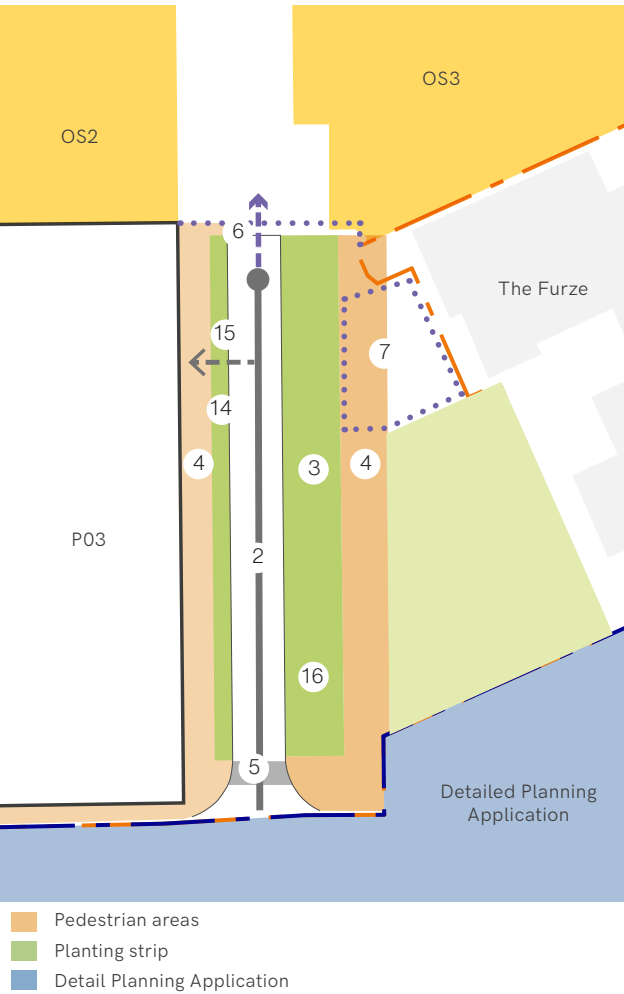 OS3
OS2
6
The Furze
15
7
14
4
3
4
P03
2
16
5
Detailed Planning
Application
Pedestrian areas
Planting strip
Detail Planning Application